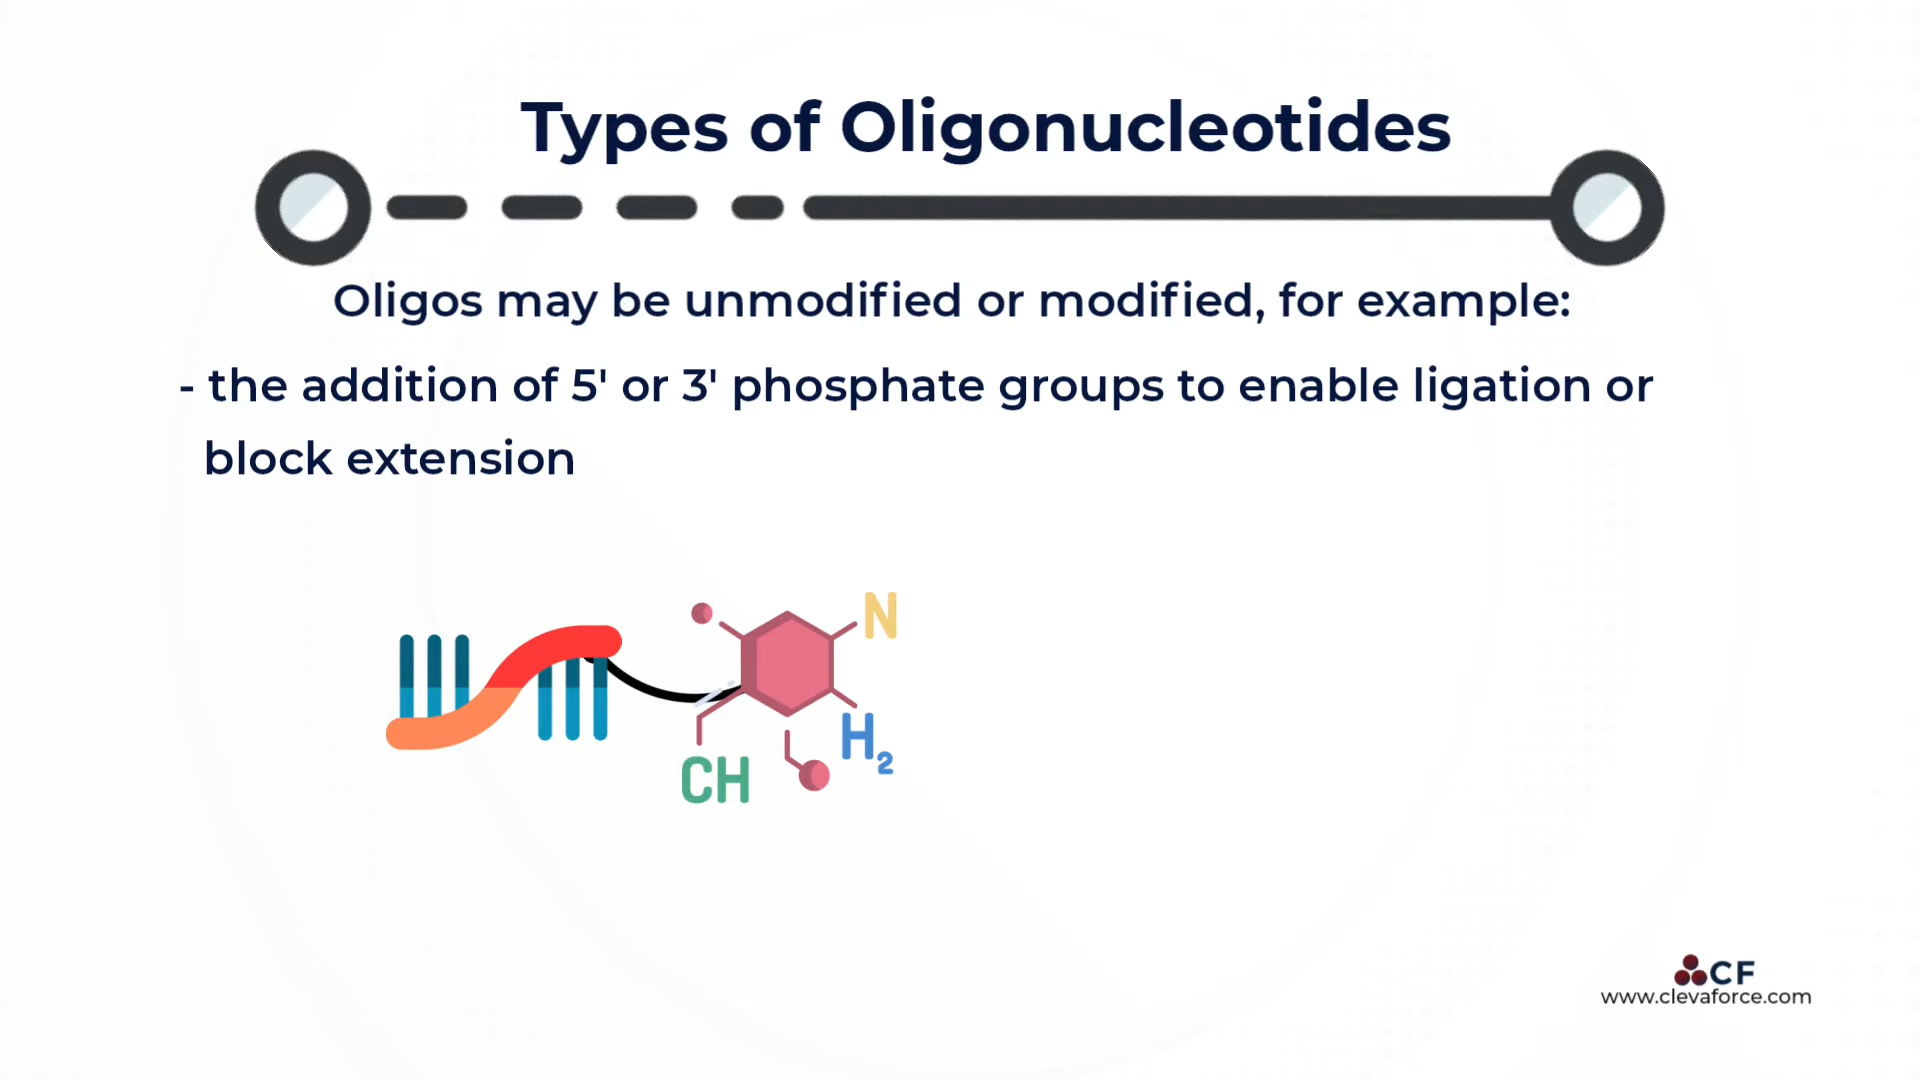 Types of Oligonucleotides
Oligos may be unmodified or modified, for example:
- the addition of 5' or 3' phosphate groups to enable ligation or
block extension
N
H2
CH
CF
www.clevaforce.com